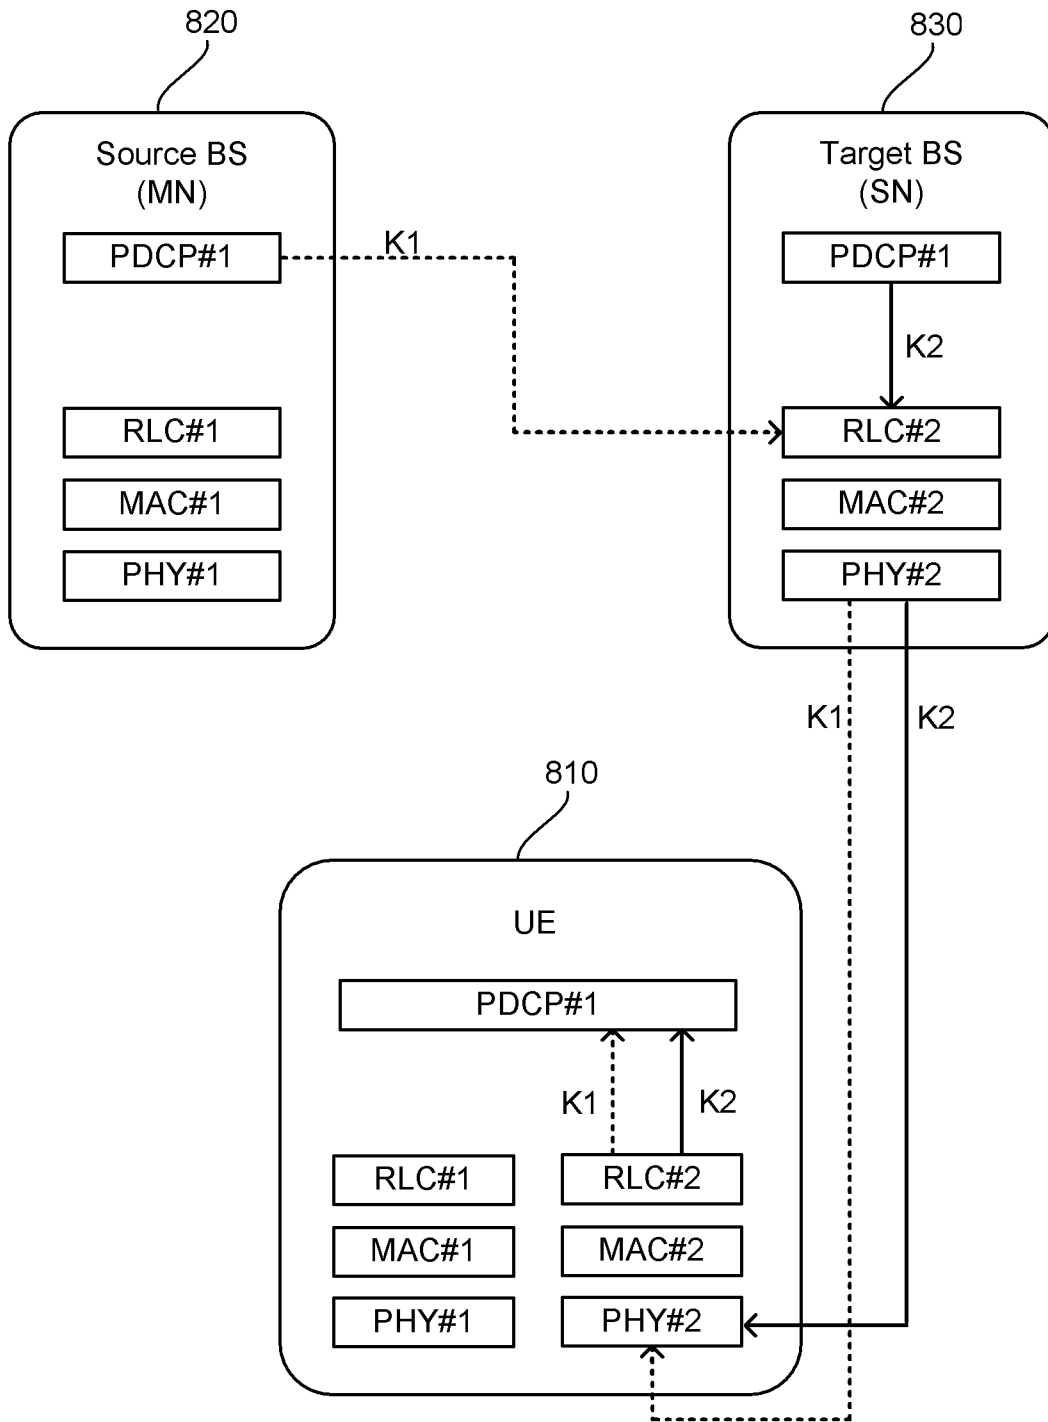 820
830
Source BS
(MN)
PDCP#1
K1
RLC#1
MAC#1
PHY#1
Target BS
(SN)
PDCP#1
K2
RLC#2
MAC#2
PHY#2
K1
K2
810
UE
PDCP#1
K1
K2
RLC#1
RLC#2
MAC#1
MAC#2
PHY#1
PHY#2